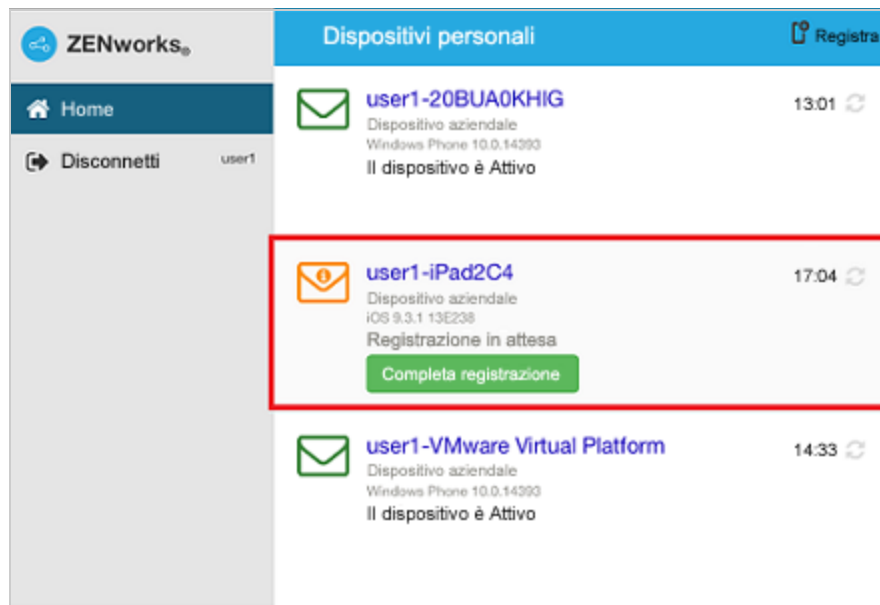 ZENworks®
Home
Disconnetti user1
Dispositivi personali
Registra
user1-20BUA0KHIG 13:01
Dispositivo aziendale
Windows Phone 10.0.14393
Il dispositivo è Attivo
user1-iPad2C4 17:04
Dispositivo aziendale
iOS 9.3.1 13E238
Registrazione in attesa
Completa registrazione
user1-VMware Virtual Platform 14:33
Dispositivo aziendale
Windows Phone 10.0.14393
Il dispositivo è Attivo